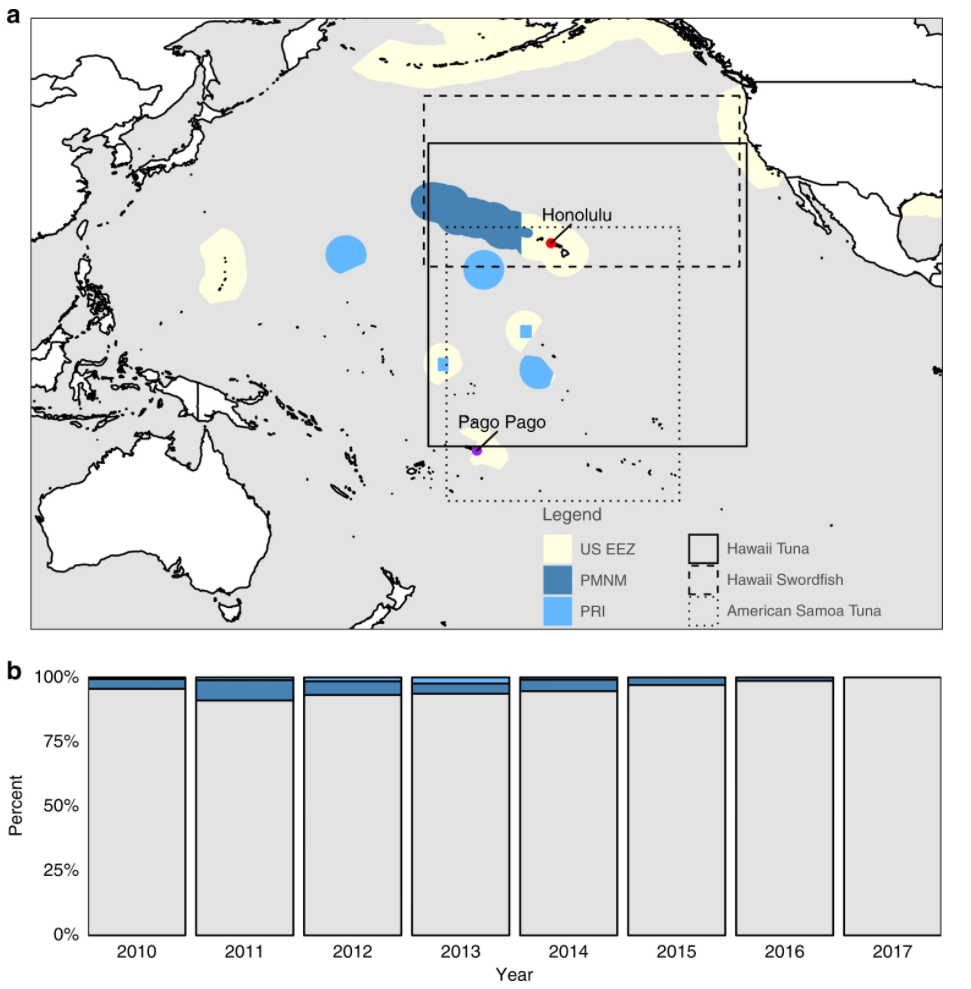 a
Honolulu
Pago Pago
Legend
US EEZ
Hawaii Tuna
PMNM
Hawaii Swordfish
PRI
American Samoa Tuna
b
100%
75%
50%
25%
0%
Percent
2010 2011 2012 2013 2014 2015 2016 2017
Year